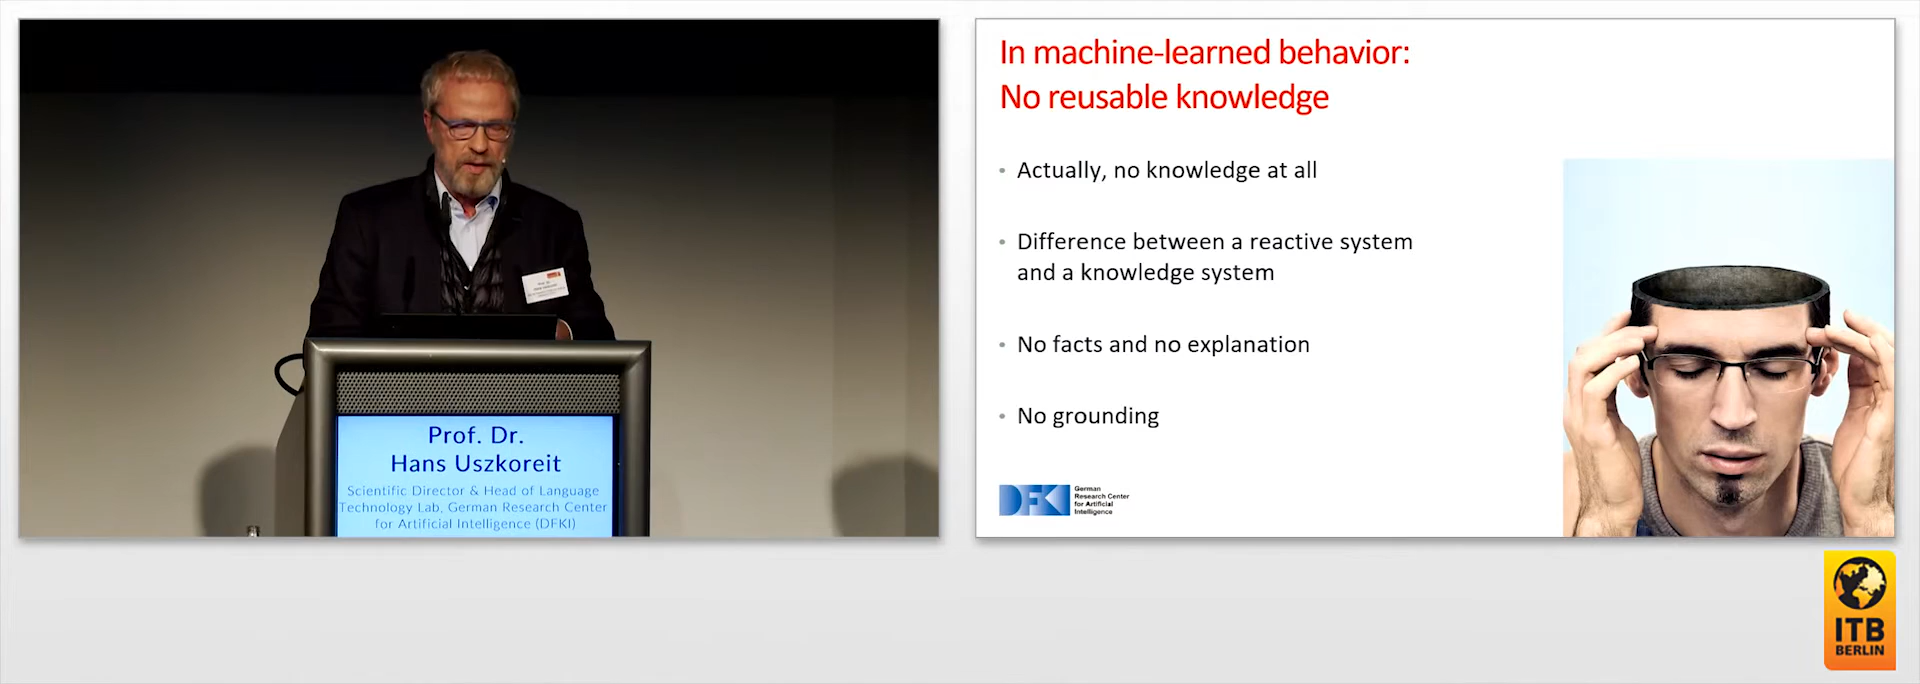 Prof. Dr.
Hans Uszkoreit
Scientific Director & Head of Language
Technology Lab, German Research Center
for Artificial Intelligence (DFKI)
In machine-learned behavior:
No reusable knowledge
• Actually, no knowledge at all
• Difference between a reactive system
and a knowledge system
• No facts and no explanation
• No grounding
DFKI
German
Research Center
for Artificial
Intelligence
ITB
BERLIN